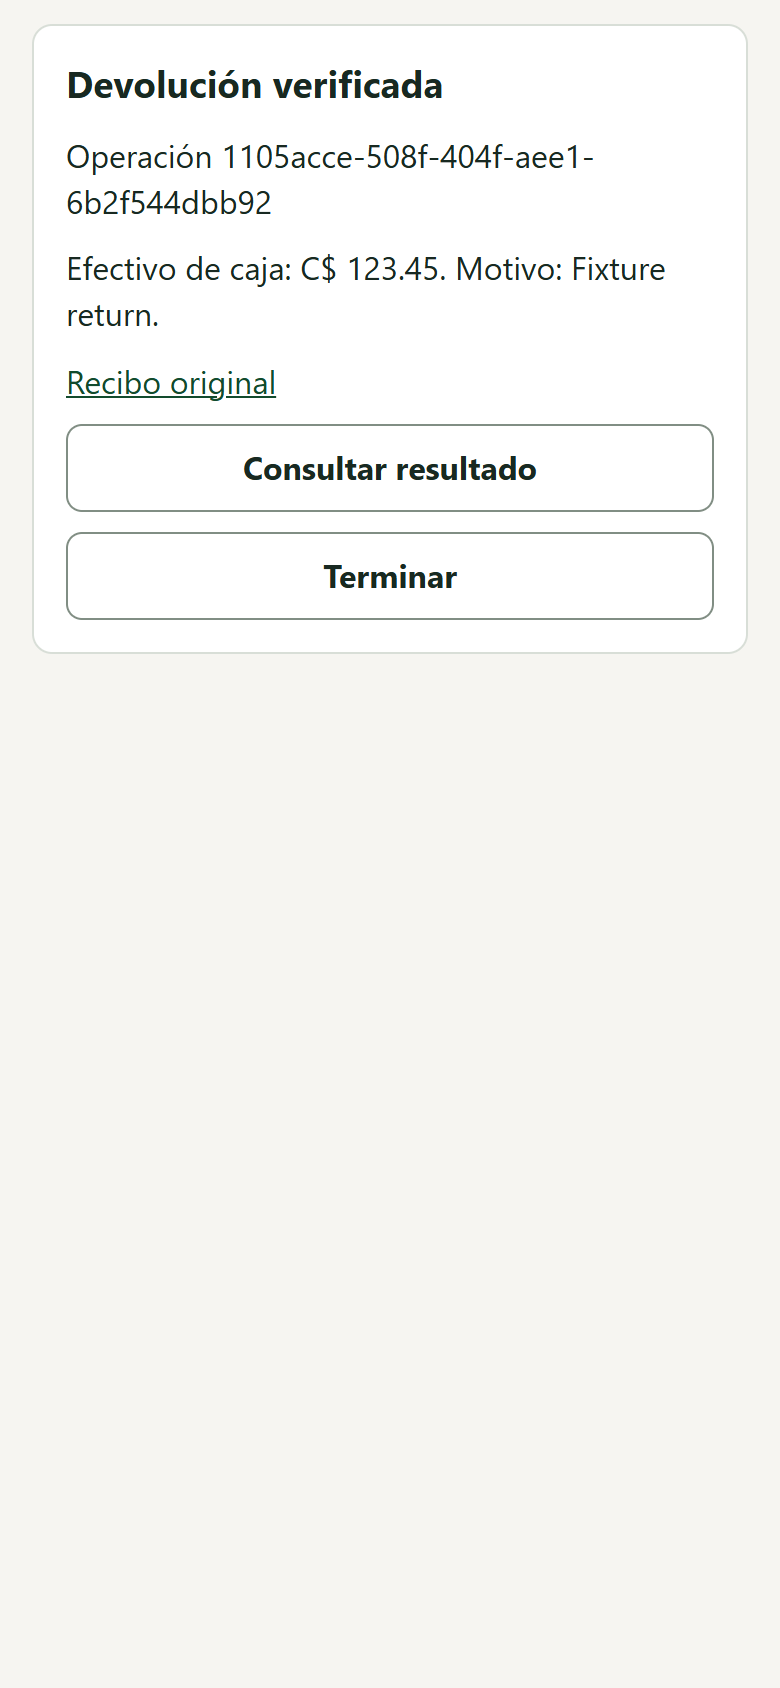 Devolución verificada
Operación 1105acce-508f-404f-aee1-
6b2f544dbb92
Efectivo de caja: C$ 123.45. Motivo: Fixture
return.
Recibo original
Consultar resultado
Terminar